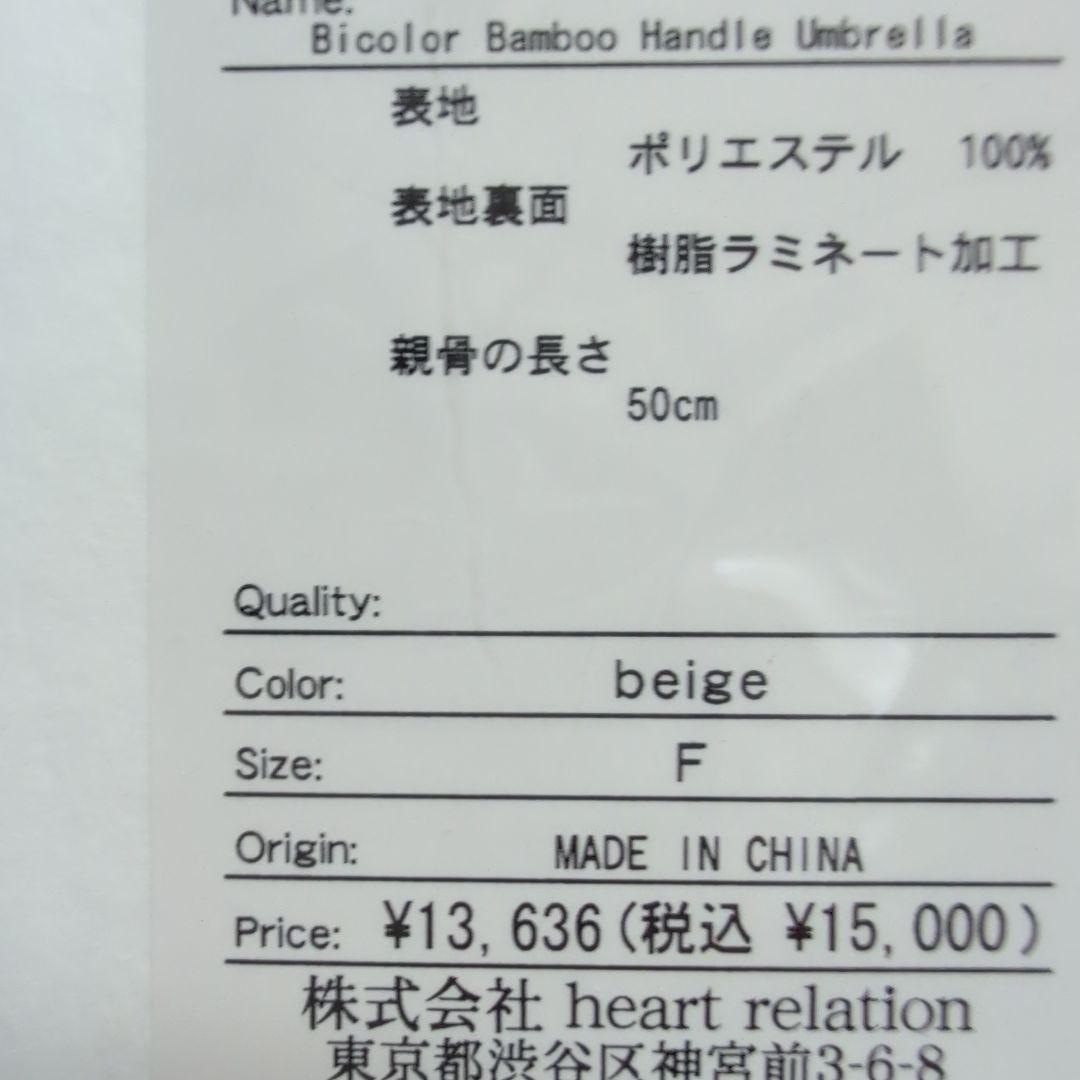 Name:
Bicolor Bamboo Handle Umbrella
表地
ポリエステル 100%
表地裏面
樹脂ラミネート加工
親骨の長さ
50cm
Quality:
Color: beige
Size: F
Origin: MADE IN CHINA
Price: ¥13,636(税込 ¥15,000)
株式会社 heart relation
東京都渋谷区神宮前3-6-8